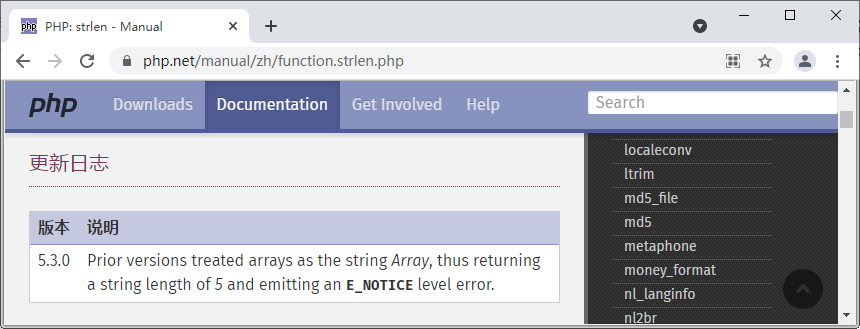 php PHP: strlen - Manual
php.net/manual/zh/function.strlen.php
php Downloads Documentation Get Involved Help Search
更新日志
版本 说明
5.3.0 Prior versions treated arrays as the string Array, thus returning
a string length of 5 and emitting an E_NOTICE level error.
localeconv
ltrim
md5_file
md5
metaphone
money_format
nl_langinfo
nl2br